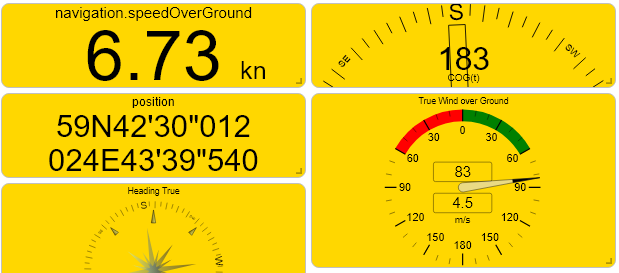 navigation.speedOverGround
6.73 kn
position
59N42'30"012
024E43'39"540
Heading True
S
SE S SW
183
COG(t)
True Wind over Ground
60 30 0 30 60
83
90 90
4.5
m/s
120 120
150 180 150